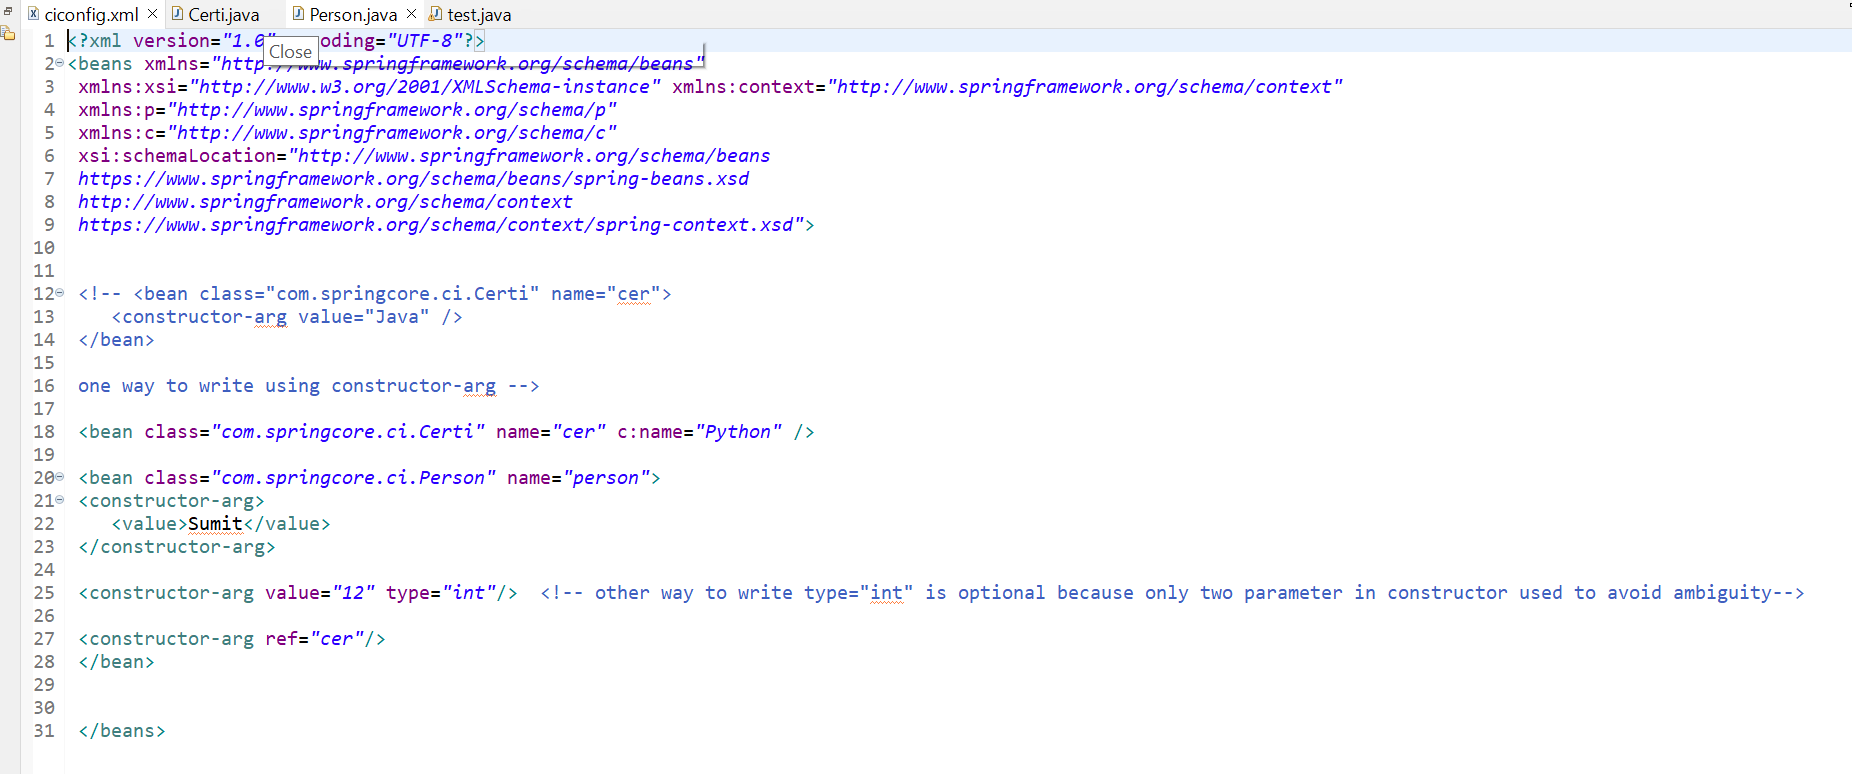 ciconfig.xml Certi.java Person.java test.java
1 <?xml version="1.0" oding="UTF-8"?>
Close
2 <beans xmlns="http://www.springframework.org/schema/beans"
3 xmlns:xsi="http://www.w3.org/2001/XMLSchema-instance" xmlns:context="http://www.springframework.org/schema/context"
4 xmlns:p="http://www.springframework.org/schema/p"
5 xmlns:c="http://www.springframework.org/schema/c"
6 xsi:schemaLocation="http://www.springframework.org/schema/beans
7 https://www.springframework.org/schema/beans/spring-beans.xsd
8 http://www.springframework.org/schema/context
9 https://www.springframework.org/schema/context/spring-context.xsd">
10
11
12 <!-- <bean class="com.springcore.ci.Certi" name="cer">
13 <constructor-arg value="Java" />
14 </bean>
15
16 one way to write using constructor-arg -->
17
18 <bean class="com.springcore.ci.Certi" name="cer" c:name="Python" />
19
20 <bean class="com.springcore.ci.Person" name="person">
21 <constructor-arg>
22 <value>Sumit</value>
23 </constructor-arg>
24
25 <constructor-arg value="12" type="int"/> <!-- other way to write type="int" is optional because only two parameter in constructor used to avoid ambiguity-->
26
27 <constructor-arg ref="cer"/>
28 </bean>
29
30
31 </beans>